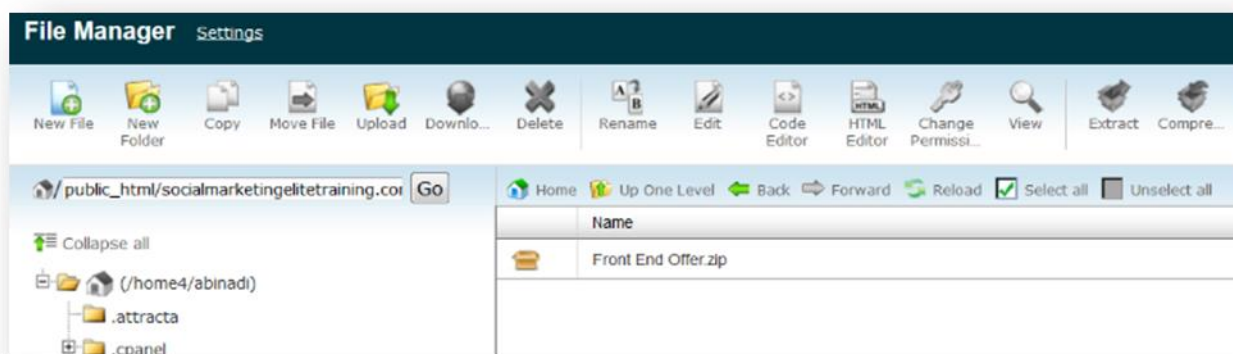 File Manager Settings
New File New Folder Copy Move File Upload Downlo... Delete Rename Edit Code Editor HTML Editor Change Permissi... View Extract Compre...
/ public_html/socialmarketingelitetraining.cor Go
Home Up One Level Back Forward Reload Select all Unselect all
Name
Collapse all
Front End Offer.zip
(/home4/abinadi)
.attracta
.cpanel